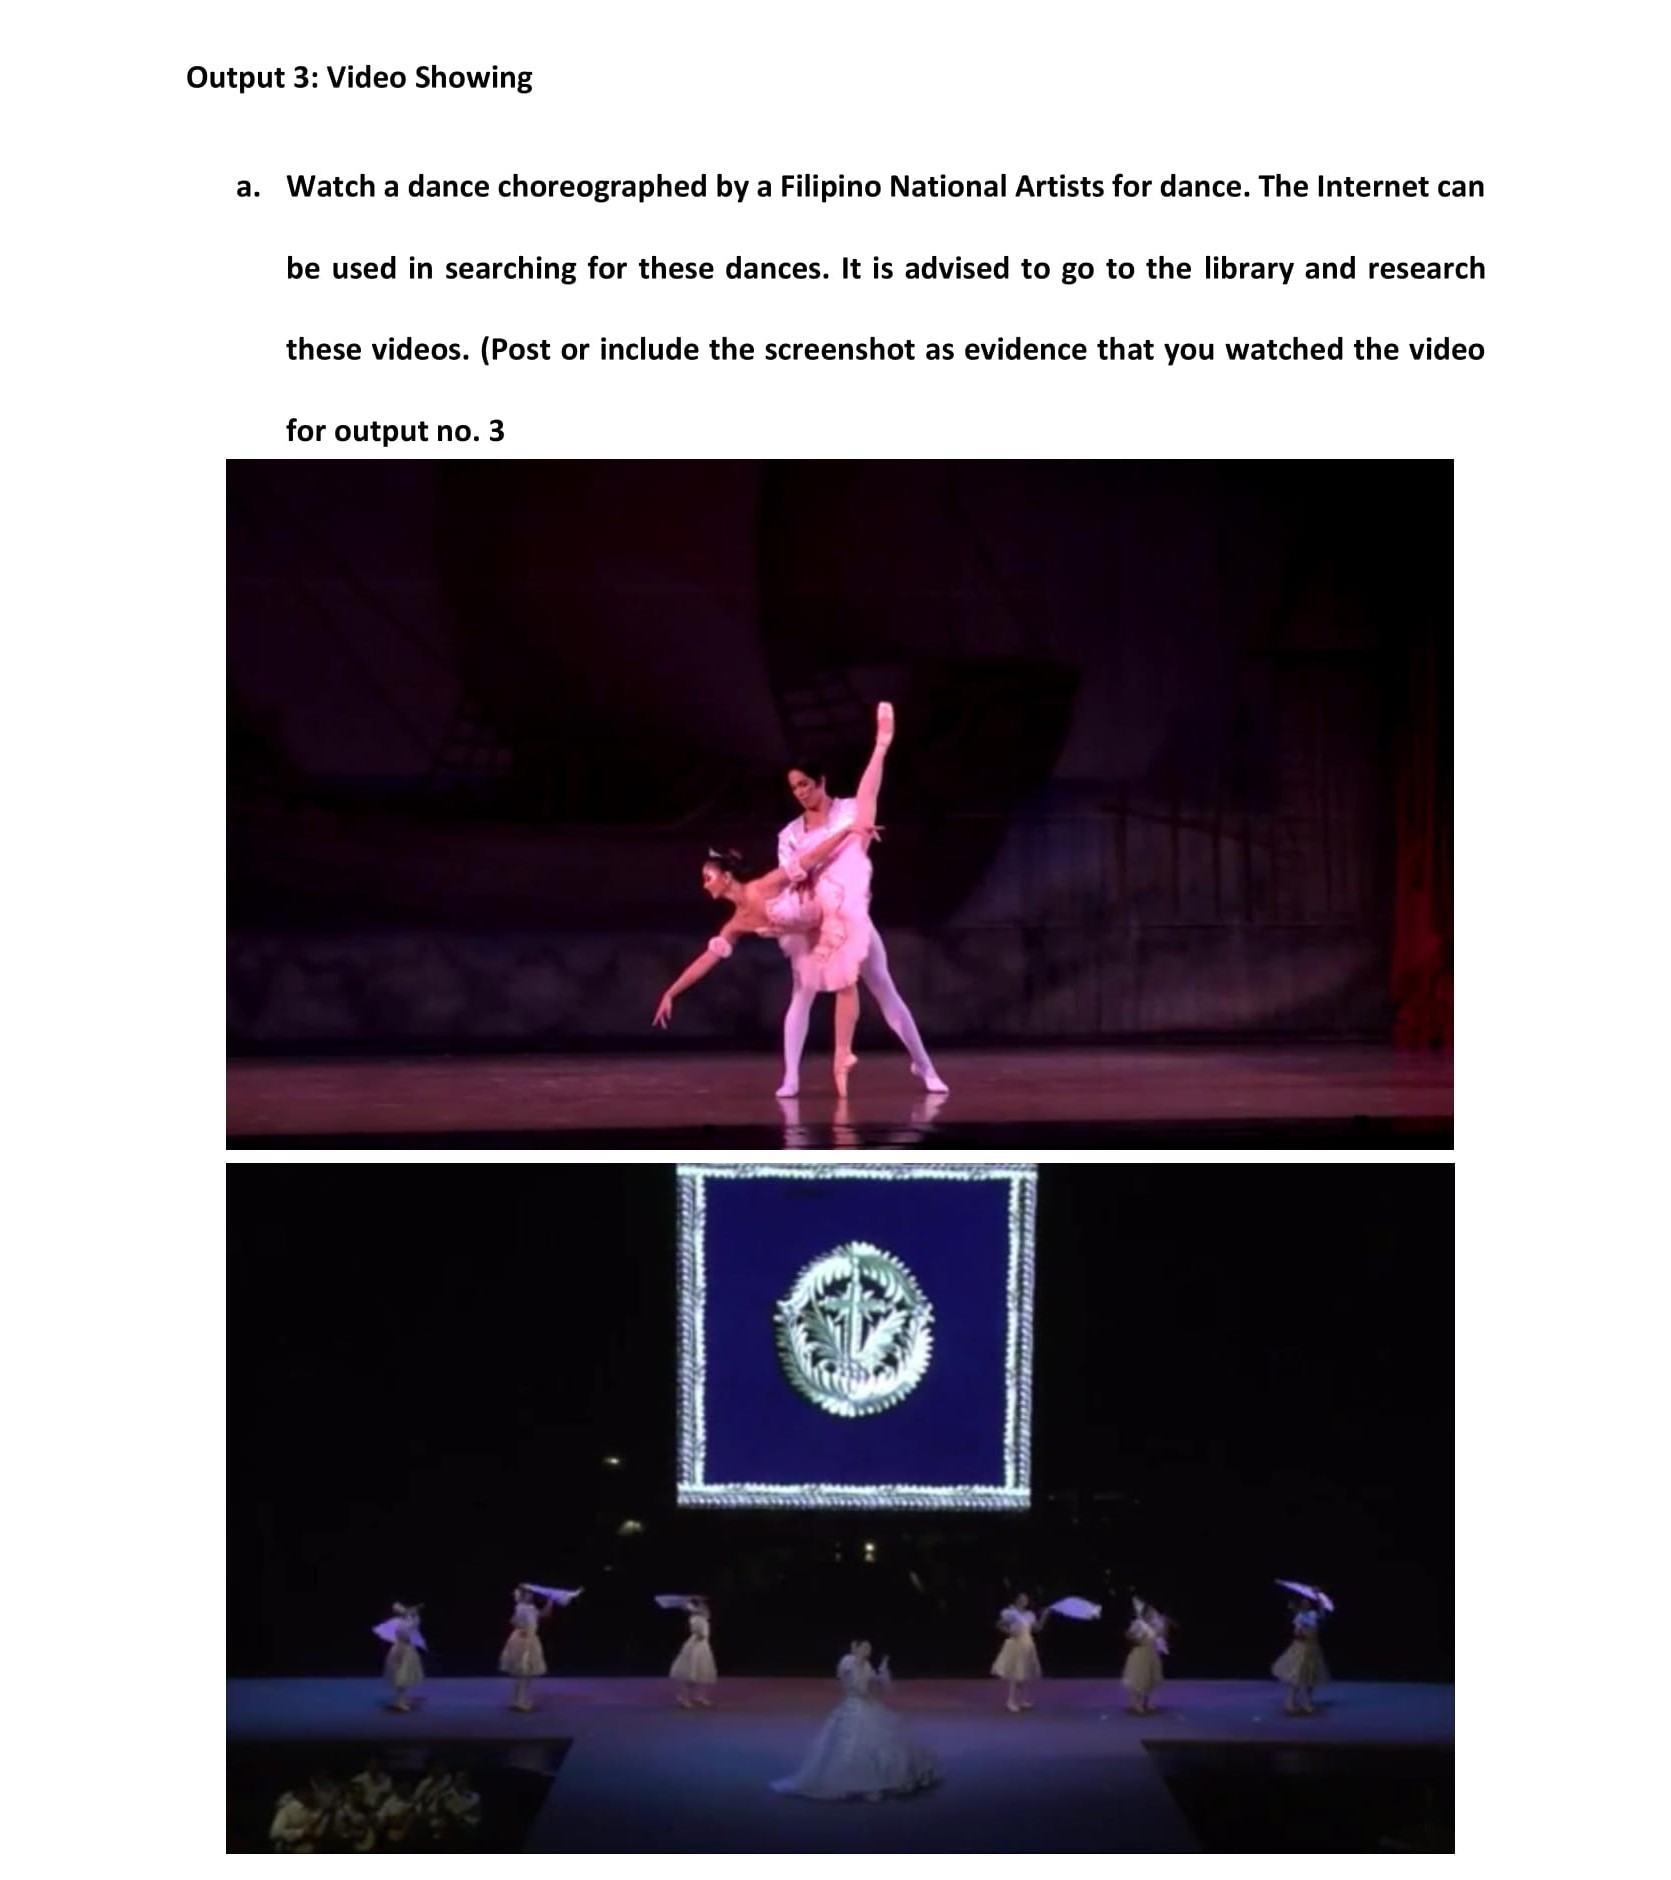 Output 3: Video Showing
a. Watch a dance choreographed by a Filipino National Artists for dance. The Internet can
be used in searching for these dances. It is advised to go to the library and research
these videos. (Post or include the screenshot as evidence that you watched the video
for output no. 3